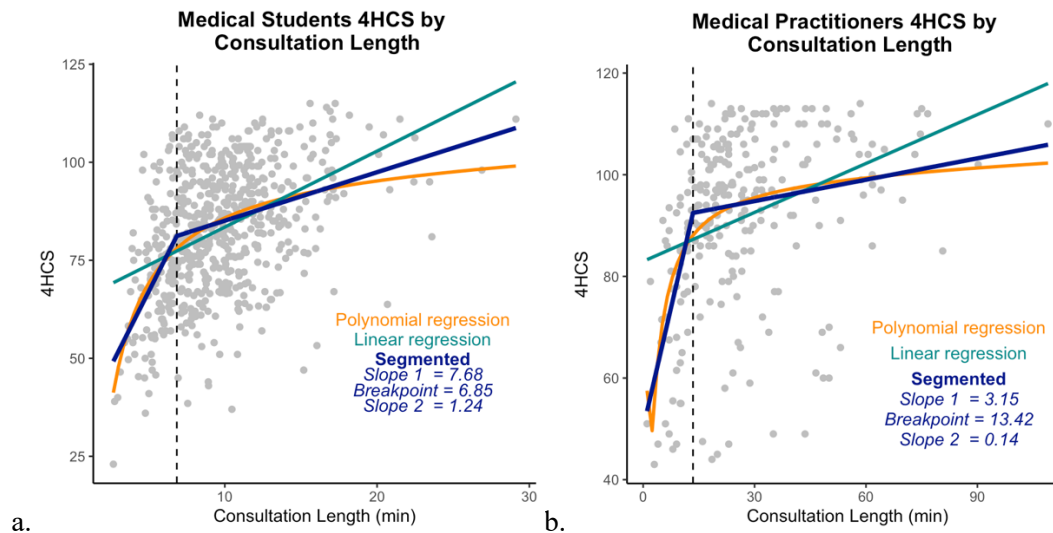 Medical Students 4HCS by
Consultation Length
125
100
75
50
25
4HCS
Polynomial regression
Linear regression
Segmented
Slope 1 = 7.68
Breakpoint = 6.85
Slope 2 = 1.24
10
20
30
Consultation Length (min)
a.
Medical Practitioners 4HCS by
Consultation Length
120
100
80
60
40
4HCS
Polynomial regression
Linear regression
Segmented
Slope 1 = 3.15
Breakpoint = 13.42
Slope 2 = 0.14
0
30
60
90
Consultation Length (min)
b.